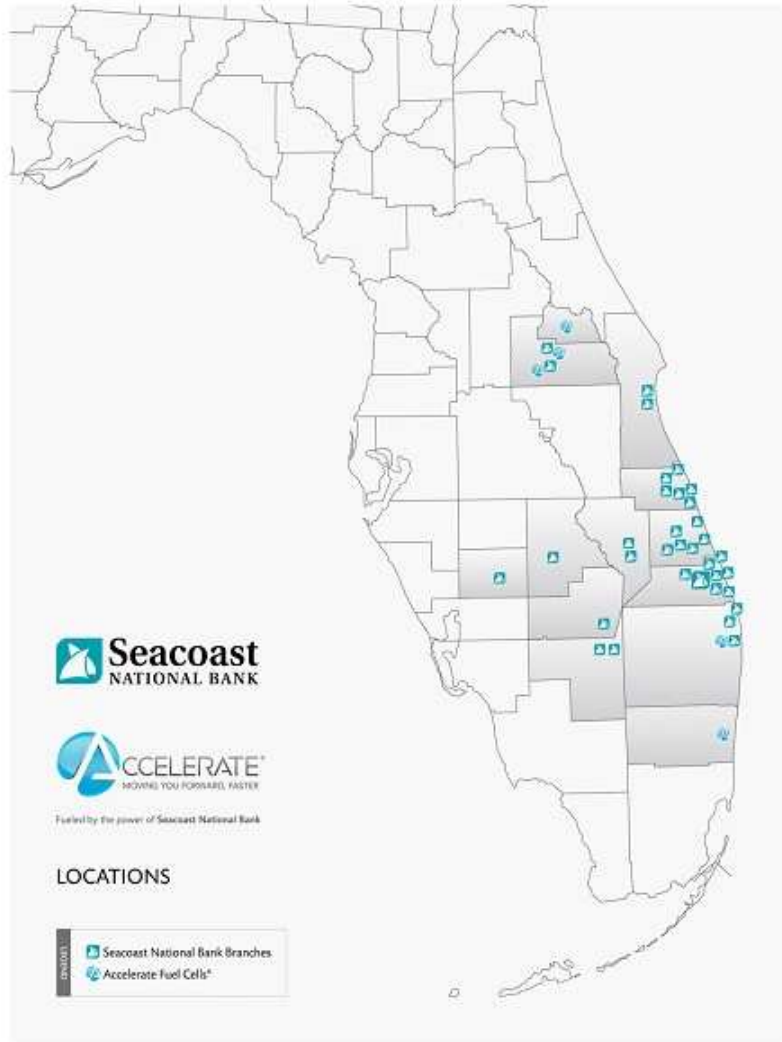 Seacoast
NATIONAL BANK
ACCELERATE®
MOVING YOU FORWARD, FASTER
Fueled by the power of Seacoast National Bank
LOCATIONS
LEGEND
Seacoast National Bank Branches
Accelerate Fuel Cells®